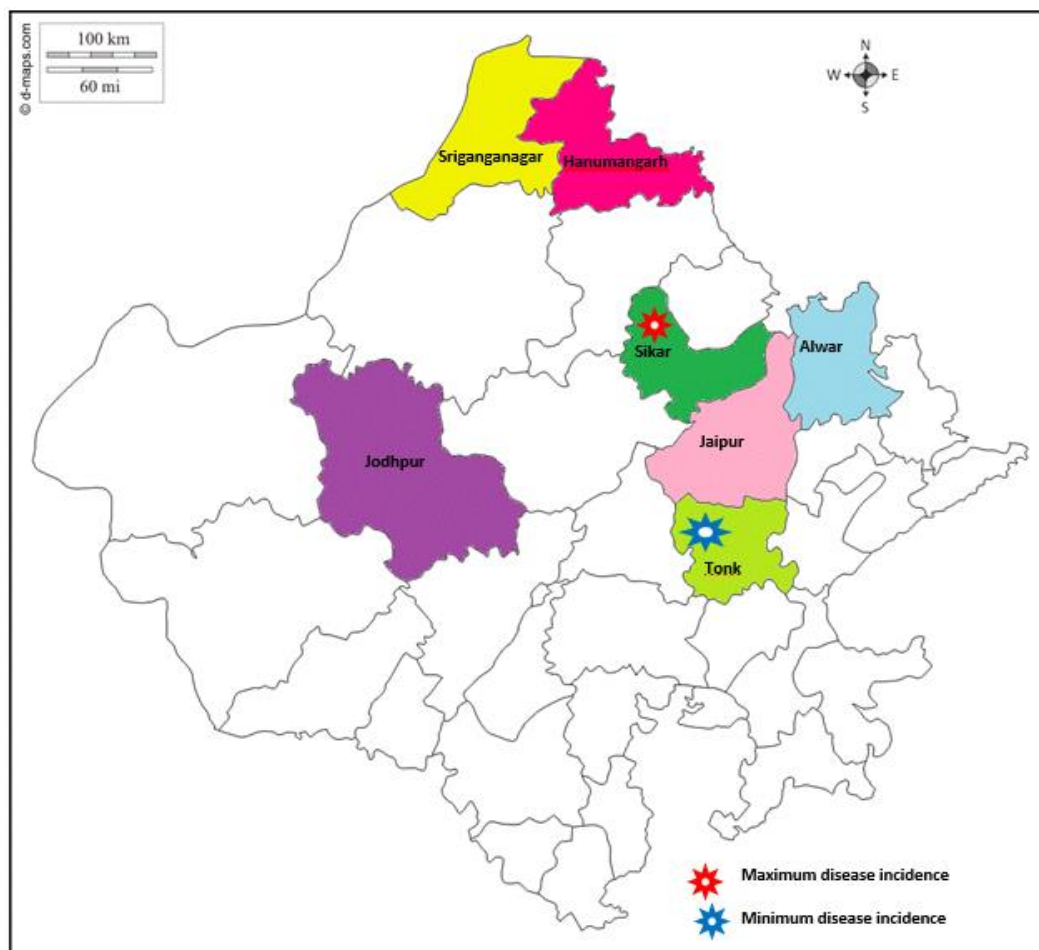 100 km
60 mi
© d-maps.com
N
W
E
S
Sriganganagar
Hanumangarh
Sikar
Alwar
Jaipur
Jodhpur
Tonk
Maximum disease incidence
Minimum disease incidence